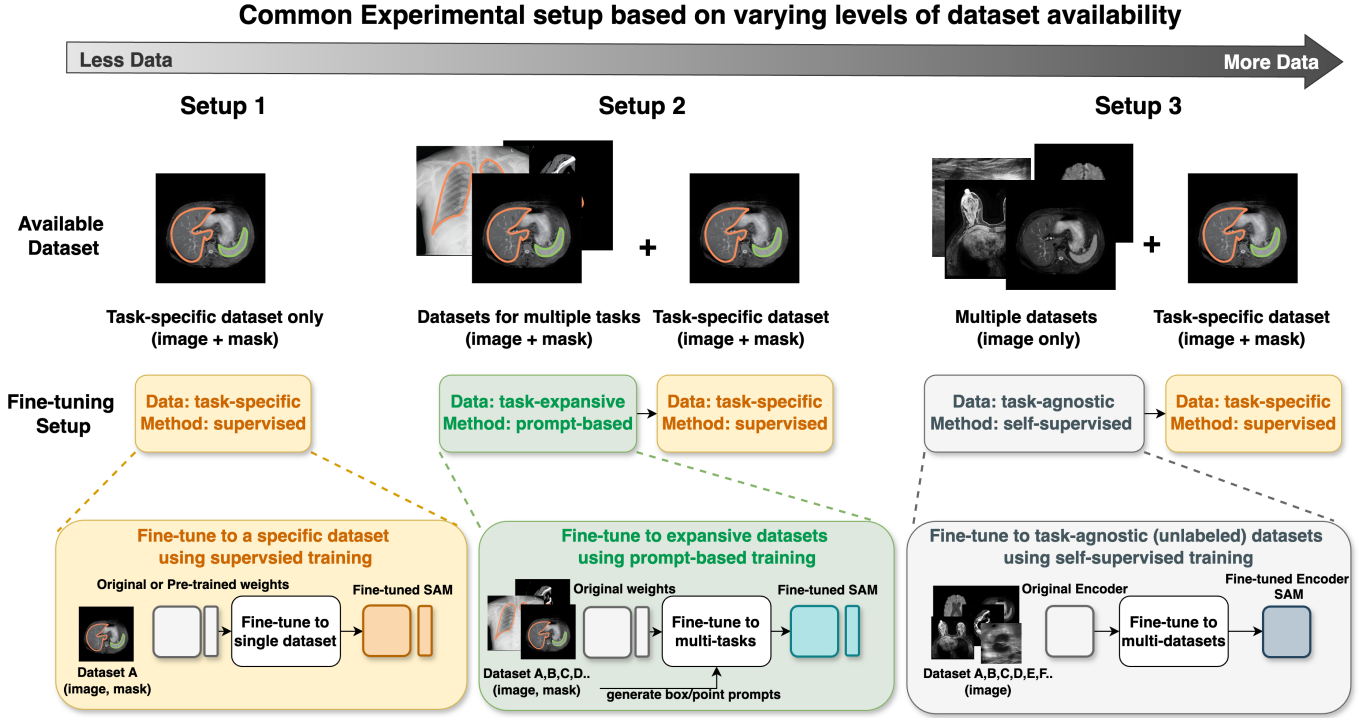 Common Experimental setup based on varying levels of dataset availability
Less Data
More Data
Setup 1
Setup 2
Setup 3
Available
Dataset
+
+
Task-specific dataset only
(image + mask)
Datasets for multiple tasks
(image + mask)
Task-specific dataset
(image + mask)
Multiple datasets
(image only)
Task-specific dataset
(image + mask)
Fine-tuning
Setup
Data: task-specific
Method: supervised
Data: task-expansive
Method: prompt-based
Data: task-specific
Method: supervised
Data: task-agnostic
Method: self-supervised
Data: task-specific
Method: supervised
Fine-tune to a specific dataset
using supervsied training
Original or Pre-trained weights
Fine-tune to
single dataset
Fine-tuned SAM
Dataset A
(image, mask)
Fine-tune to expansive datasets
using prompt-based training
Original weights
Fine-tune to
multi-tasks
Fine-tuned SAM
Dataset A,B,C,D..
(image, mask)
generate box/point prompts
Fine-tune to task-agnostic (unlabeled) datasets
using self-supervised training
Original Encoder
Fine-tune to
multi-datasets
Fine-tuned Encoder
SAM
Dataset A,B,C,D,E,F..
(image)